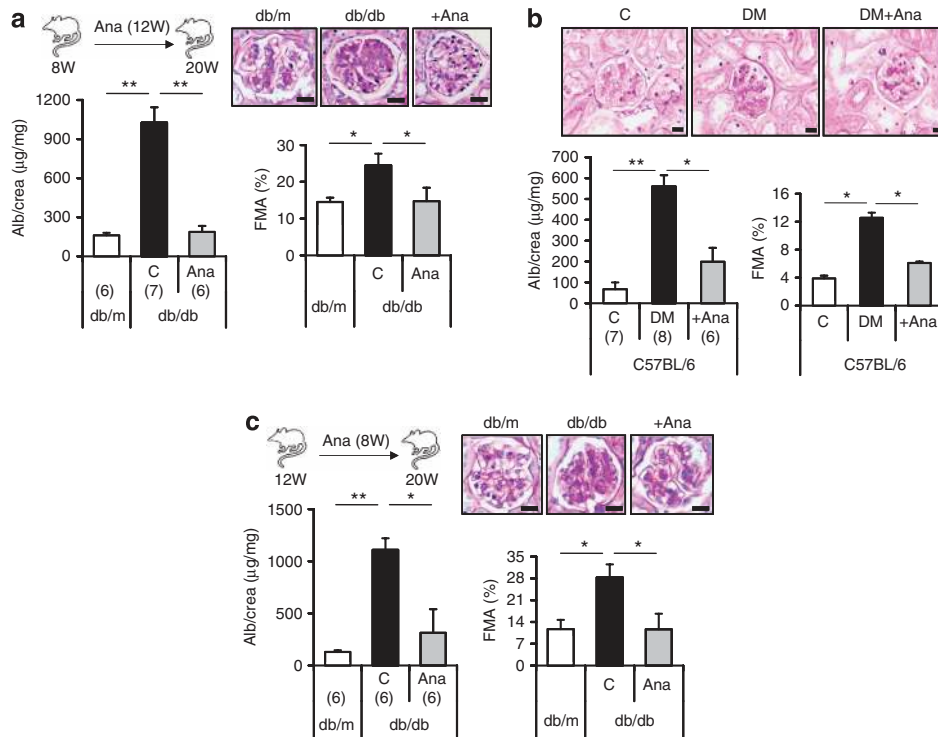 a
Ana (12W)
8W
20W
db/m
db/db
+Ana
**
**
Alb/crea (µg/mg)
1200
900
600
300
0
(6)
C
(7)
Ana
(6)
db/m
db/db
*
*
FMA (%)
30
20
10
0
C
Ana
db/m
db/db
b
C
DM
DM+Ana
**
*
Alb/crea (µg/mg)
700
600
500
400
300
200
100
0
C
(7)
DM
(8)
+Ana
(6)
C57BL/6
*
*
FMA (%)
16
12
8
4
0
C
DM
+Ana
C57BL/6
c
Ana (8W)
12W
20W
db/m
db/db
+Ana
**
*
Alb/crea (µg/mg)
1500
1000
500
0
(6)
C
(6)
Ana
(6)
db/m
db/db
*
*
FMA (%)
35
28
21
14
7
0
C
Ana
db/m
db/db